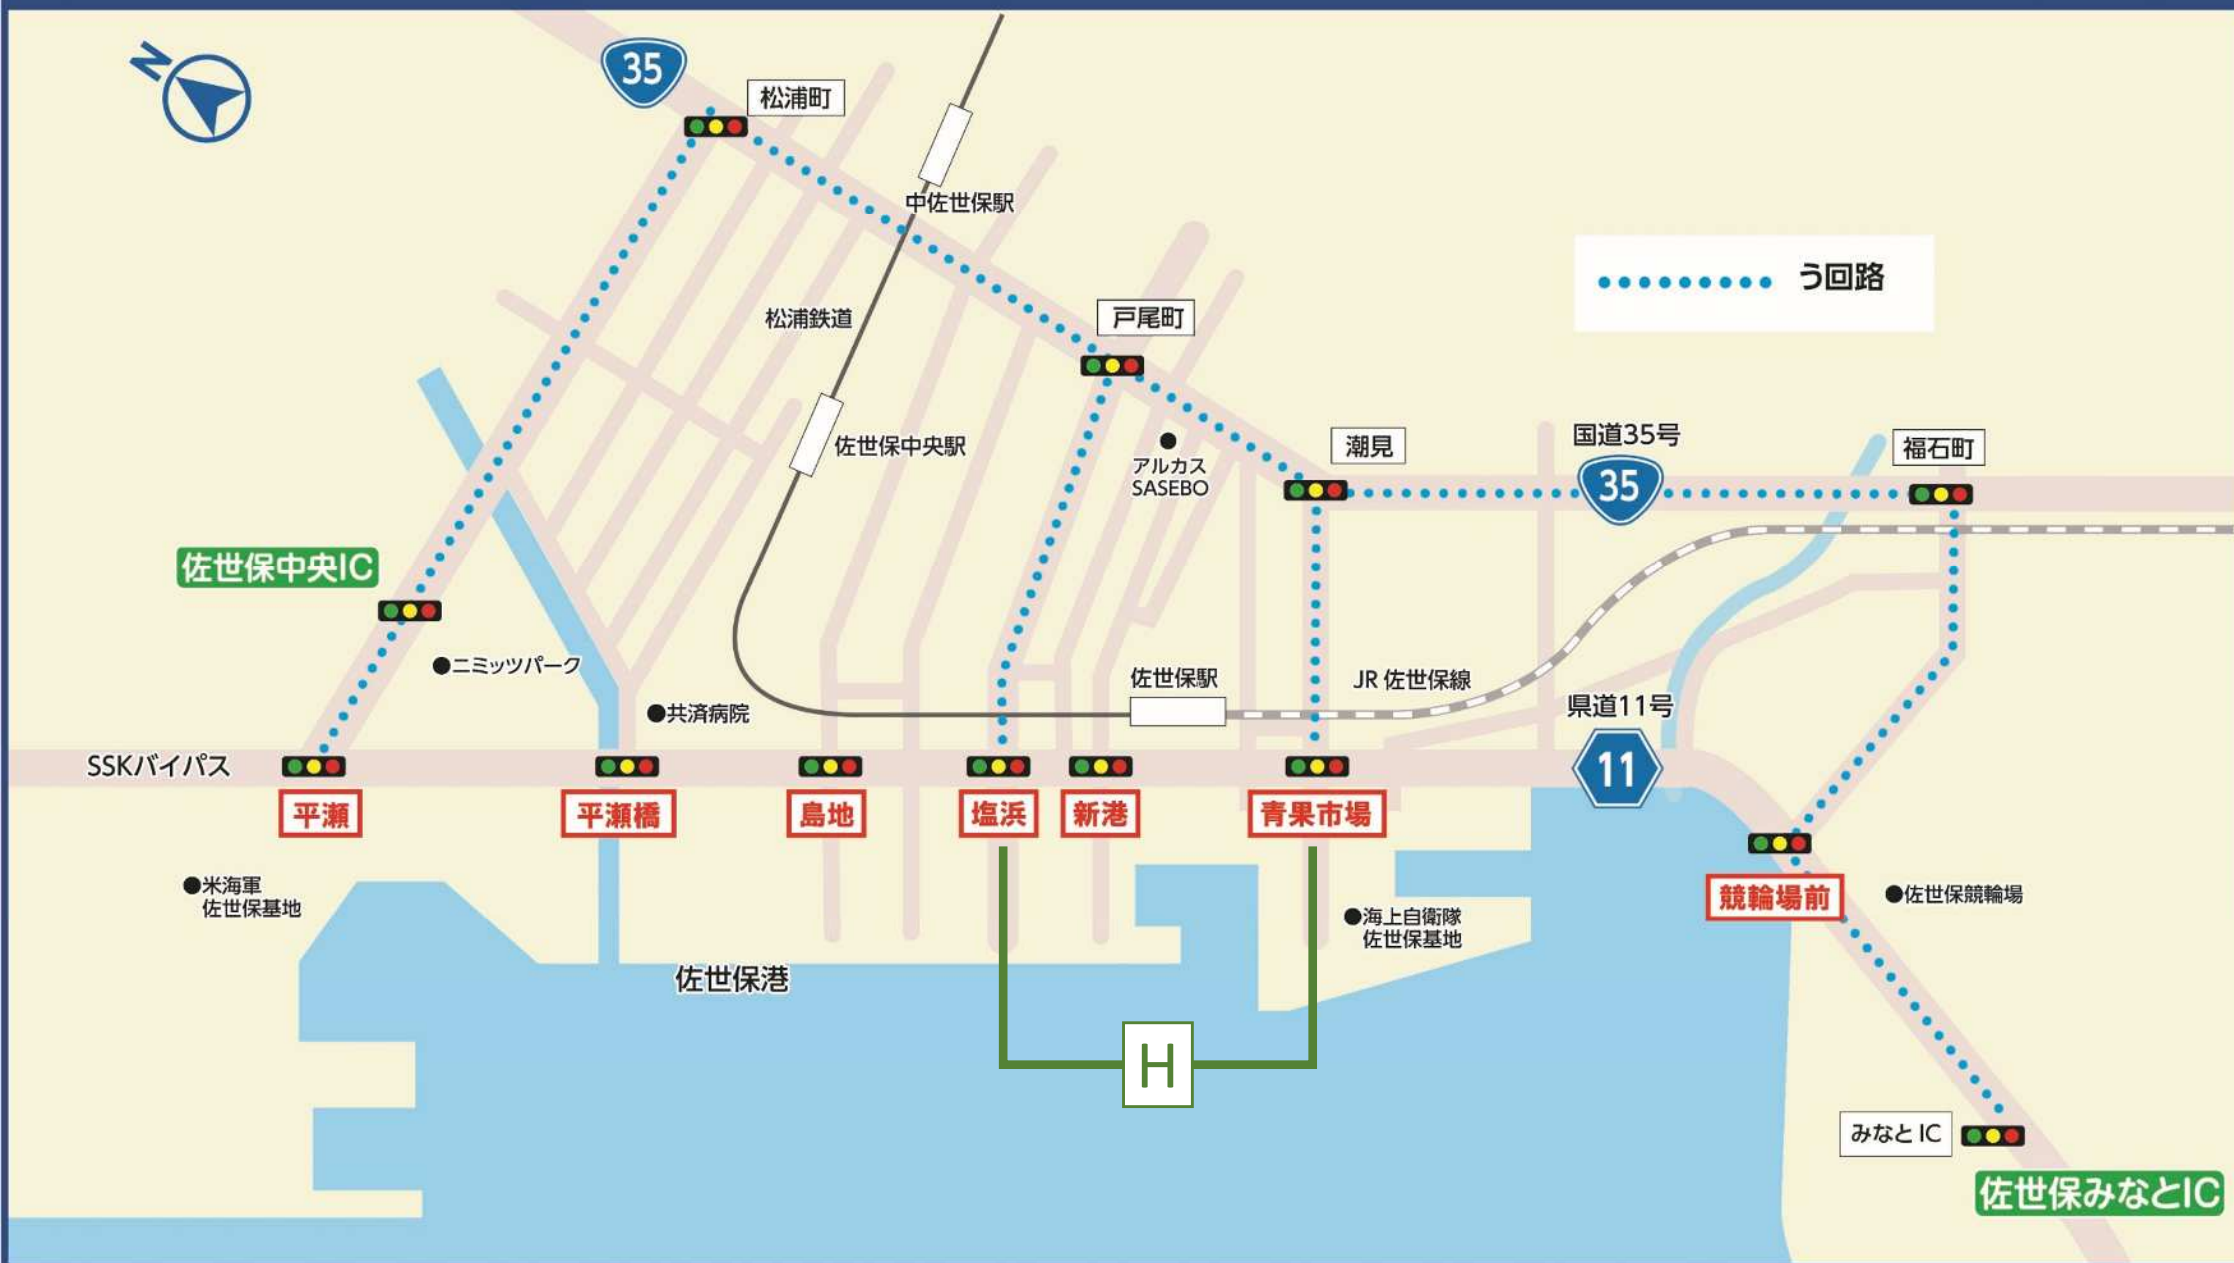 N
35
松浦町
中佐世保駅
う回路
松浦鉄道
戸尾町
佐世保中央駅
アルカス
SASEBO
潮見
国道35号
35
福石町
佐世保中央IC
ニミッツパーク
共済病院
佐世保駅
JR 佐世保線
県道11号
11
SSKバイパス
平瀬
平瀬橋
島地
塩浜
新港
青果市場
競輪場前
佐世保競輪場
米海軍
佐世保基地
海上自衛隊
佐世保基地
佐世保港
H
みなと IC
佐世保みなとIC